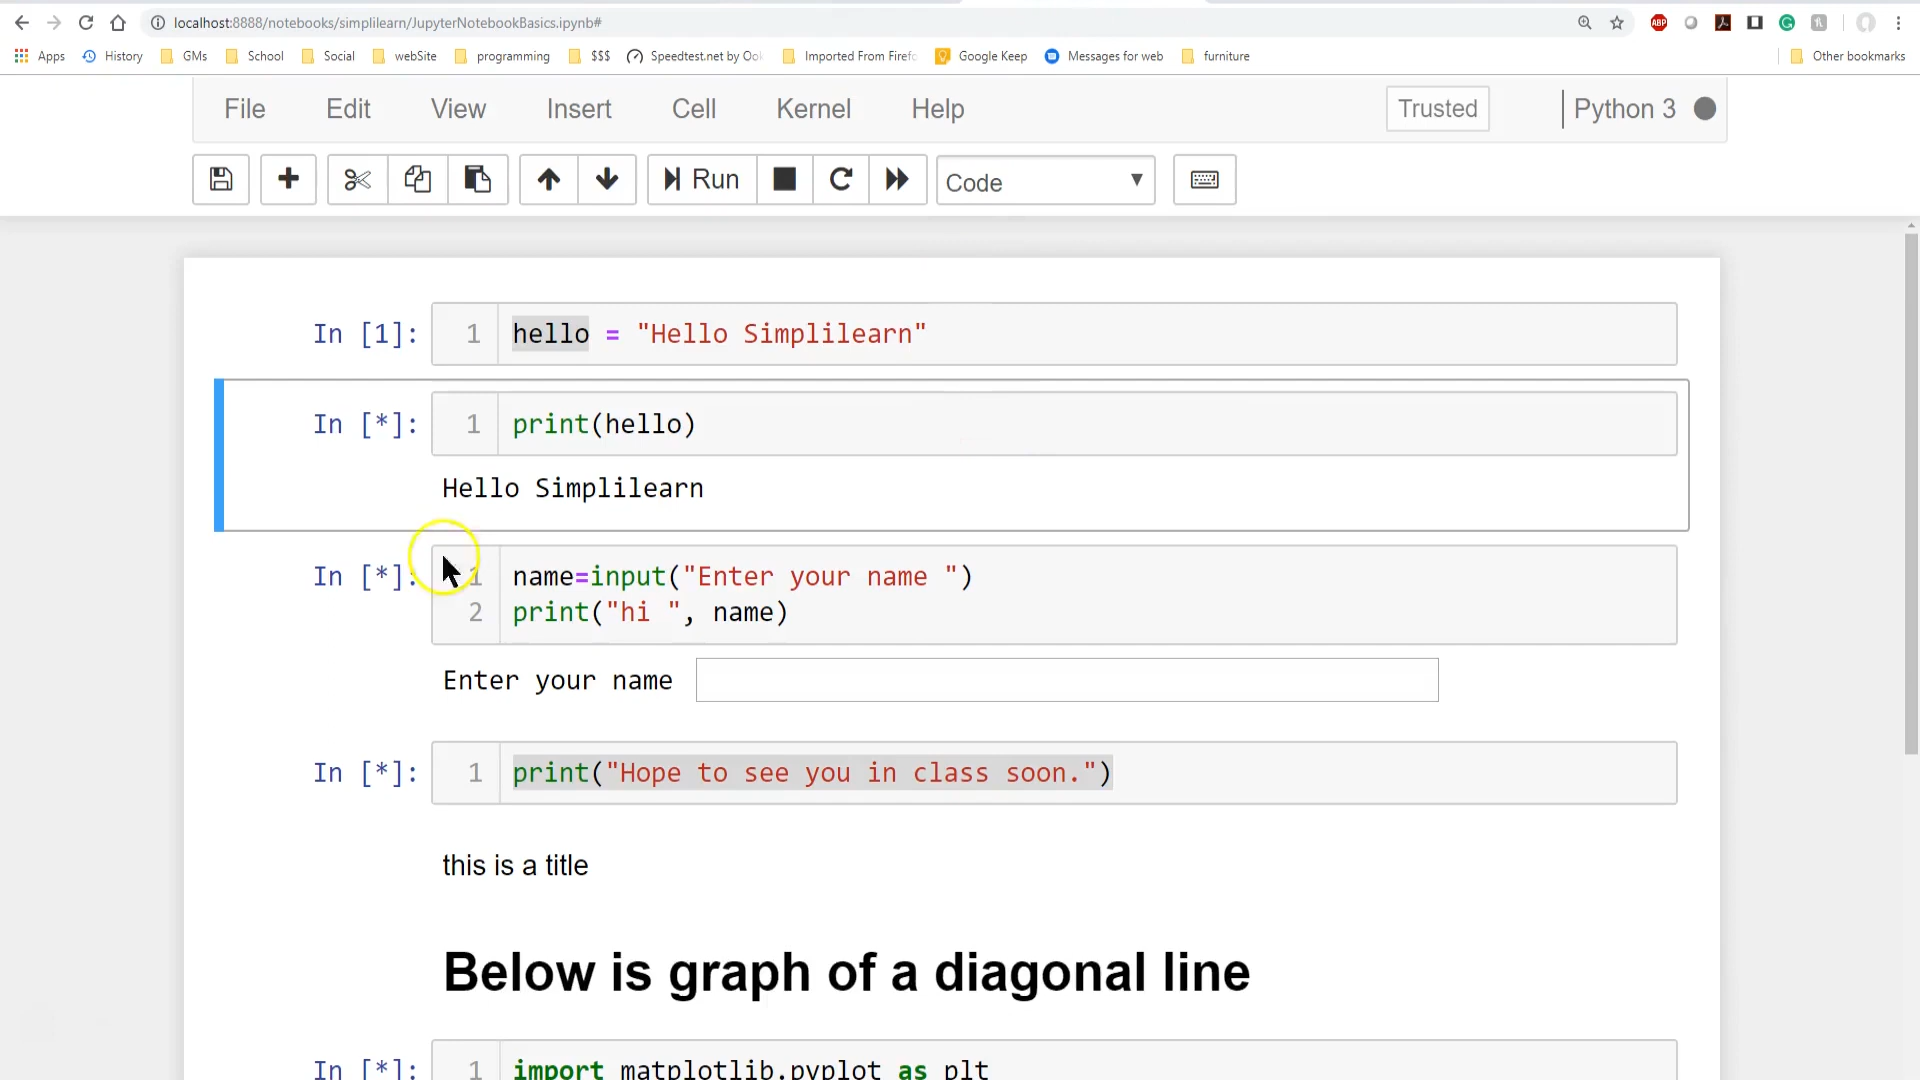 localhost:8888/notebooks/simplilearn/JupyterNotebookBasics.ipynb#
ABP
Apps History GMs School Social webSite programming $$$ Speedtest.net by Ook Imported From Firefo Google Keep Messages for web furniture Other bookmarks
File Edit View Insert Cell Kernel Help Trusted Python 3
Run Code
In [1]: 1 hello = "Hello Simplilearn"
In [*]: 1 print(hello)
Hello Simplilearn
In [*]: 1 name=input("Enter your name ")
2 print("hi ", name)
Enter your name
In [*]: 1 print("Hope to see you in class soon.")
this is a title
Below is graph of a diagonal line
In [*]: 1 import matplotlib.pyplot as plt